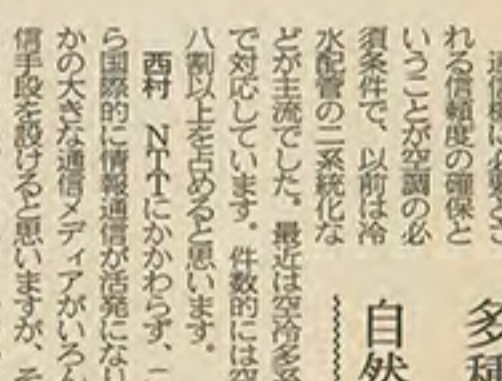 れる信頼度の確保と
いうことが空調の必
須条件で、以前は冷
水配管の二系統化な
どが主流でした。最近は空冷多系
で対応しています。件数的には空
八割以上を占めると思います。
西村　NTTにかかわらず、こ
ら国際的に情報通信が活発になり
かの大きな通信メディアがいろん
信手段を設けると思いますが、そ
多種
自然